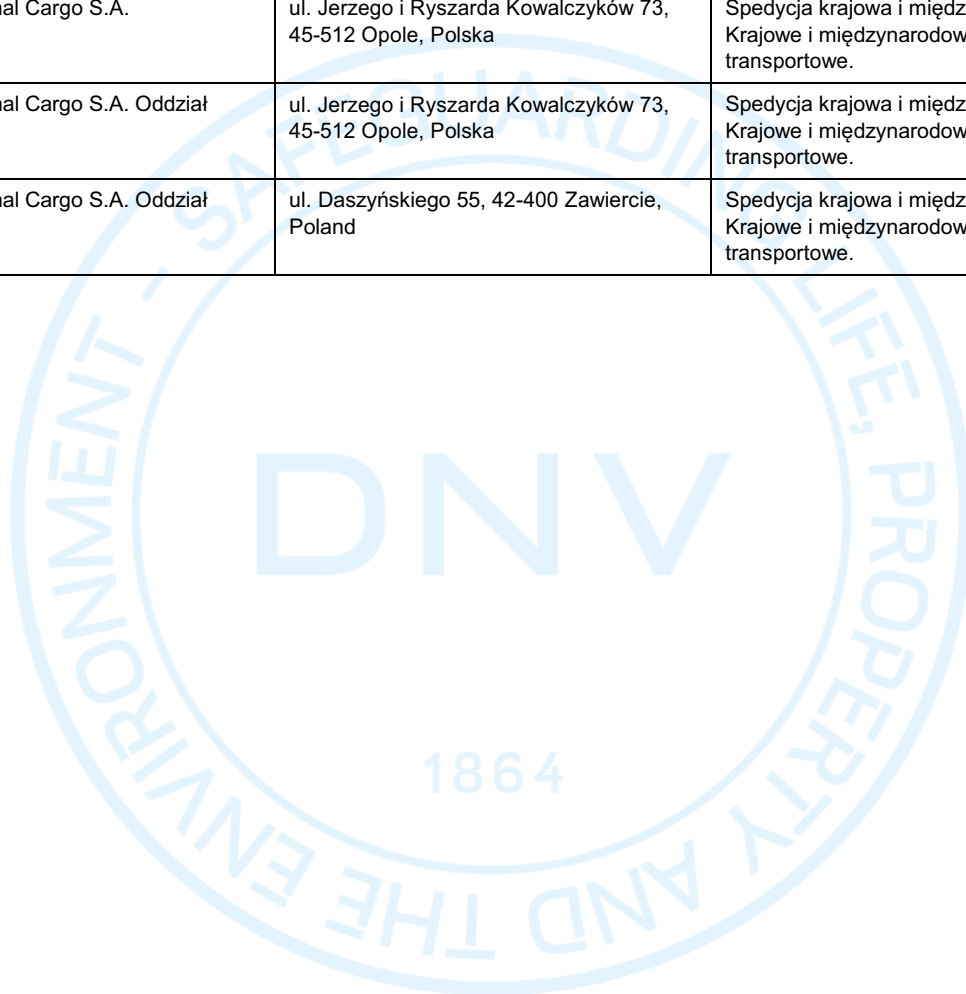 nal Cargo S.A.
ul. Jerzego i Ryszarda Kowalczyków 73,
45-512 Opole, Polska
Spedycja krajowa i międz
Krajowe i międzynarodow
transportowe.
nal Cargo S.A. Oddział
ul. Jerzego i Ryszarda Kowalczyków 73,
45-512 Opole, Polska
Spedycja krajowa i międz
Krajowe i międzynarodow
transportowe.
nal Cargo S.A. Oddział
ul. Daszyńskiego 55, 42-400 Zawiercie,
Poland
Spedycja krajowa i międz
Krajowe i międzynarodow
transportowe.
SAFEGUARDING LIFE, PROPERTY AND THE ENVIRONMENT -
DNV
1864